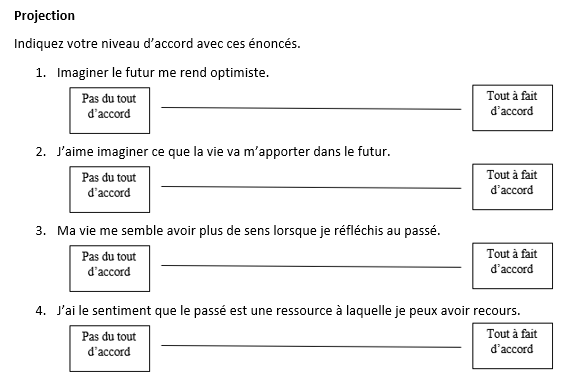 Projection
Indiquez votre niveau d'accord avec ces énoncés.
1. Imaginer le futur me rend optimiste.
Pas du tout
d'accord
Tout à fait
d'accord
2. J'aime imaginer ce que la vie va m'apporter dans le futur.
Pas du tout
d'accord
Tout à fait
d'accord
3. Ma vie me semble avoir plus de sens lorsque je réfléchis au passé.
Pas du tout
d'accord
Tout à fait
d'accord
4. J'ai le sentiment que le passé est une ressource à laquelle je peux avoir recours.
Pas du tout
d'accord
Tout à fait
d'accord